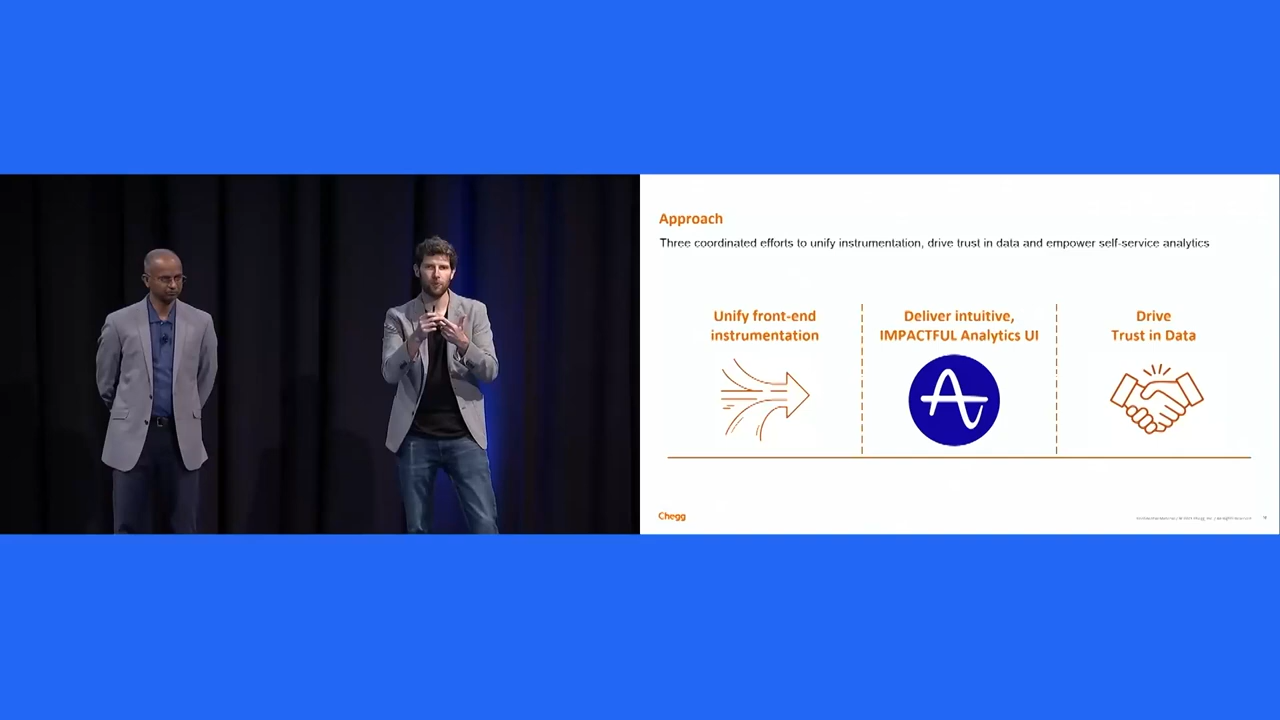 Approach
Three coordinated efforts to unify instrumentation, drive trust in data and empower self-service analytics
Unify front-end
instrumentation
Deliver intuitive,
IMPACTFUL Analytics UI
Drive
Trust in Data
Chegg